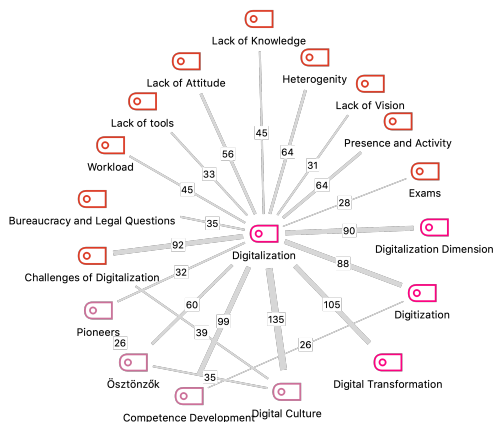 Lack of Knowledge
Lack of Attitude
Heterogenity
Lack of tools
Lack of Vision
Presence and Activity
Workload
Exams
45
56
64
31
33
64
45
28
Bureaucracy and Legal Questions
35
90
Digitalization Dimension
92
Digitalization
88
Challenges of Digitalization
32
Pioneers
60
99
135
105
Digitization
26
39
26
Ösztönzők
35
Digital Transformation
Competence Development
Digital Culture